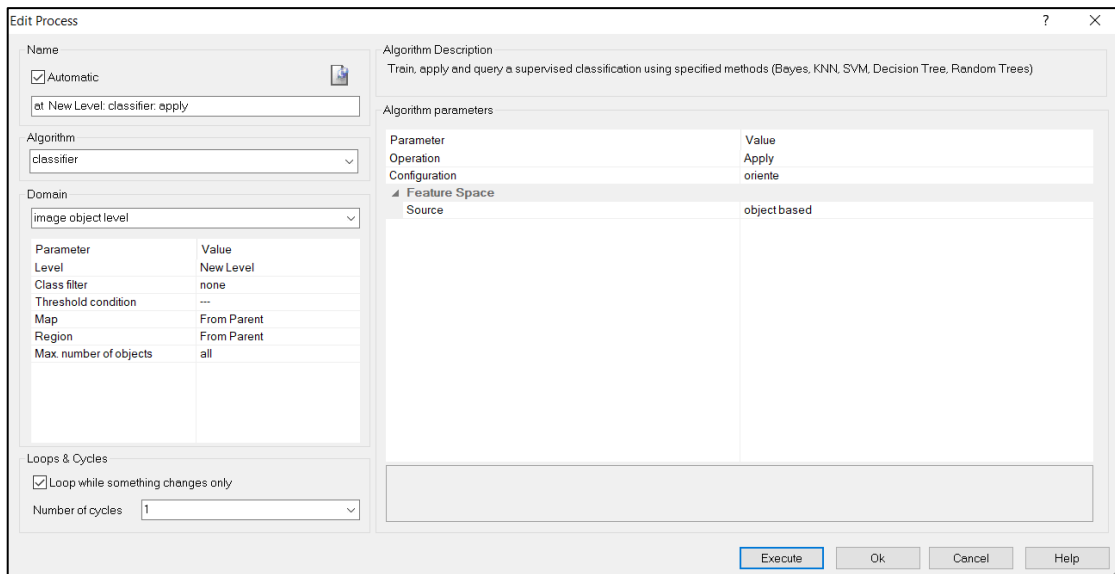 Edit Process
? ×
Name
Automatic
at New Level: classifier: apply
Algorithm
classifier
Domain
image object level
Parameter Value
Level New Level
Class filter none
Threshold condition ---
Map From Parent
Region From Parent
Max. number of objects all
Loops & Cycles
Loop while something changes only
Number of cycles 1
Algorithm Description
Train, apply and query a supervised classification using specified methods (Bayes, KNN, SVM, Decision Tree, Random Trees)
Algorithm parameters
Parameter Value
Operation Apply
Configuration oriente
Feature Space
Source object based
Execute Ok Cancel Help